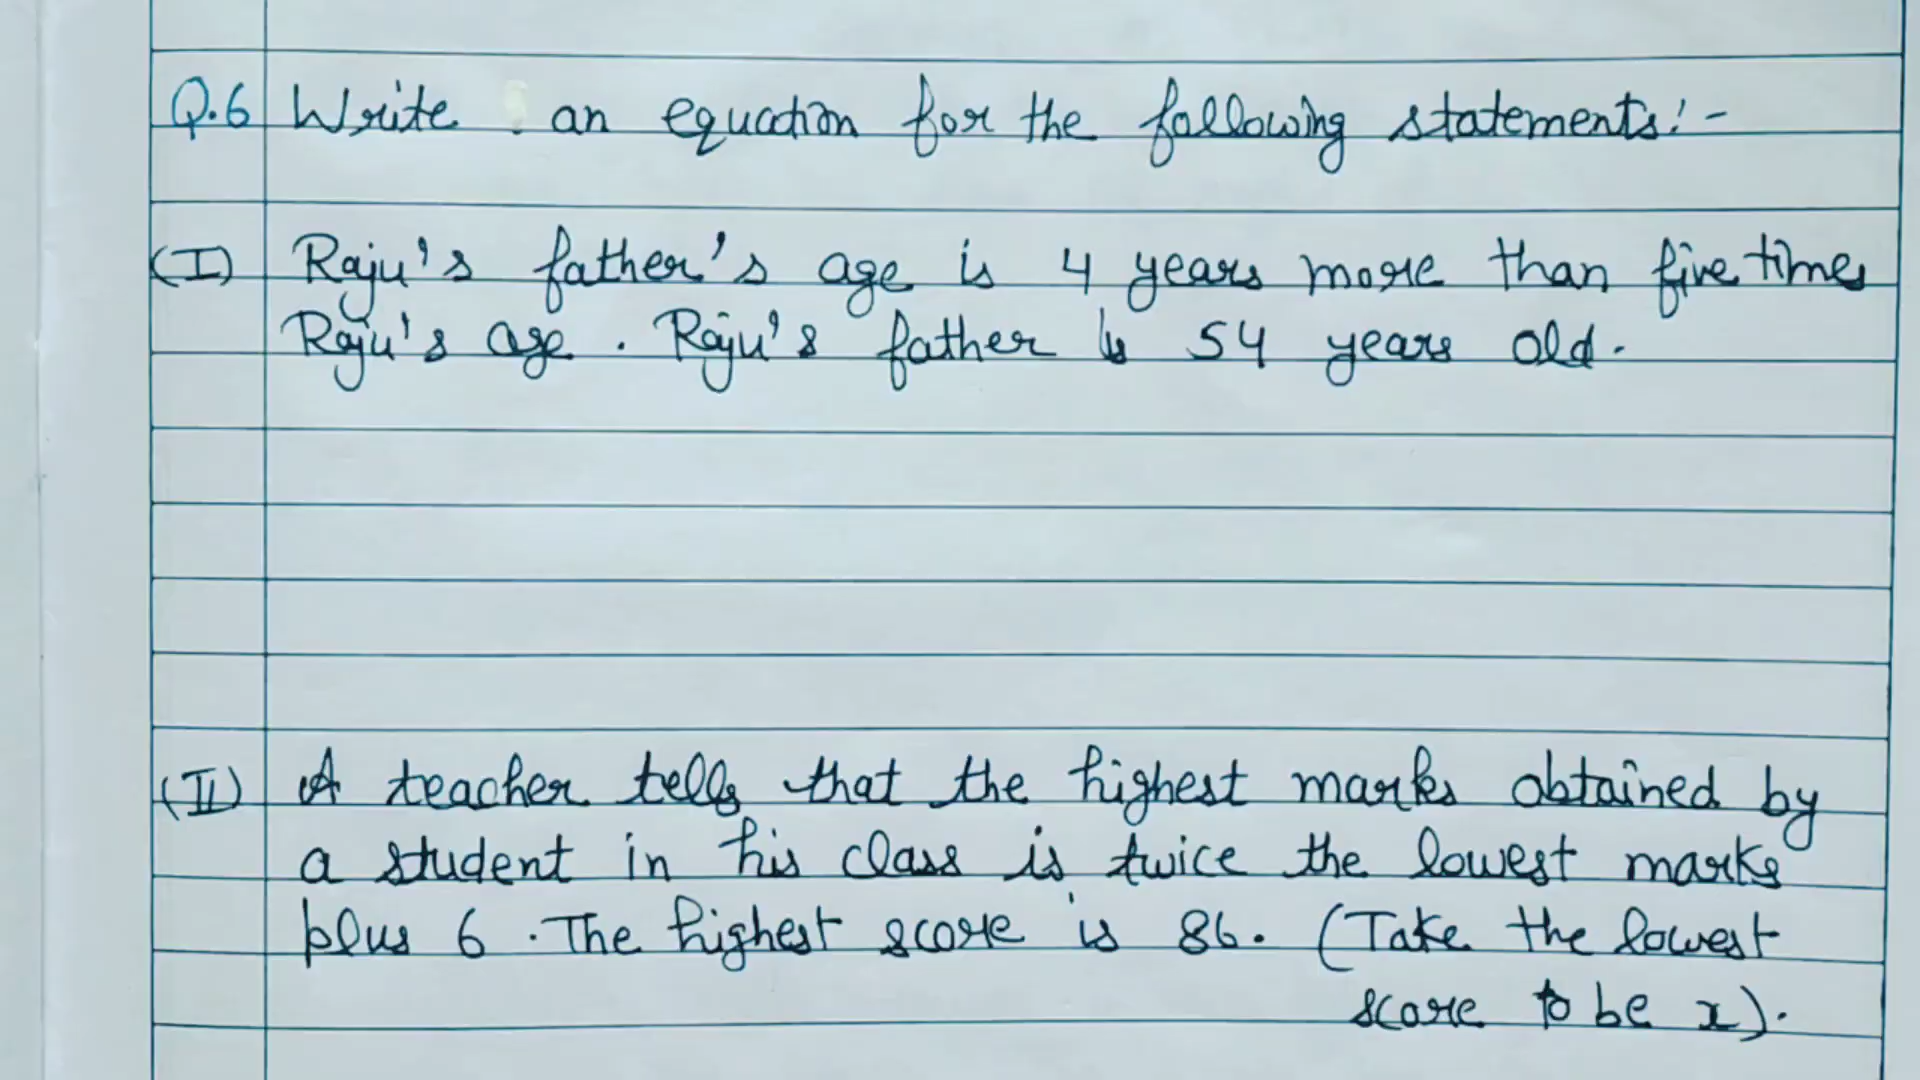 Q.6 Write an equation for the following statements:-
(I) Raju's father's age is 4 years more than five times
Raju's age. Raju's father is 54 years old.
(II) A teacher tells that the highest marks obtained by
a student in his class is twice the lowest marks
plus 6. The highest score is 86. (Take the lowest
score to be x).